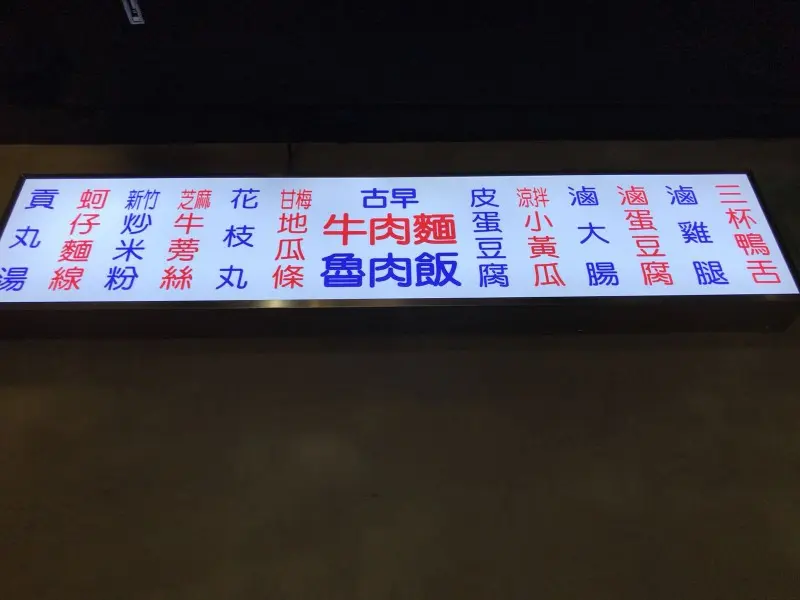 三杯鴨舌
滷雞腿
滷蛋豆腐
滷大腸
涼拌小黃瓜
皮蛋豆腐
古早
牛肉麵
魯肉飯
甘梅地瓜條
花枝丸
芝麻牛蒡絲
新竹炒米粉
蚵仔麵線
貢丸湯